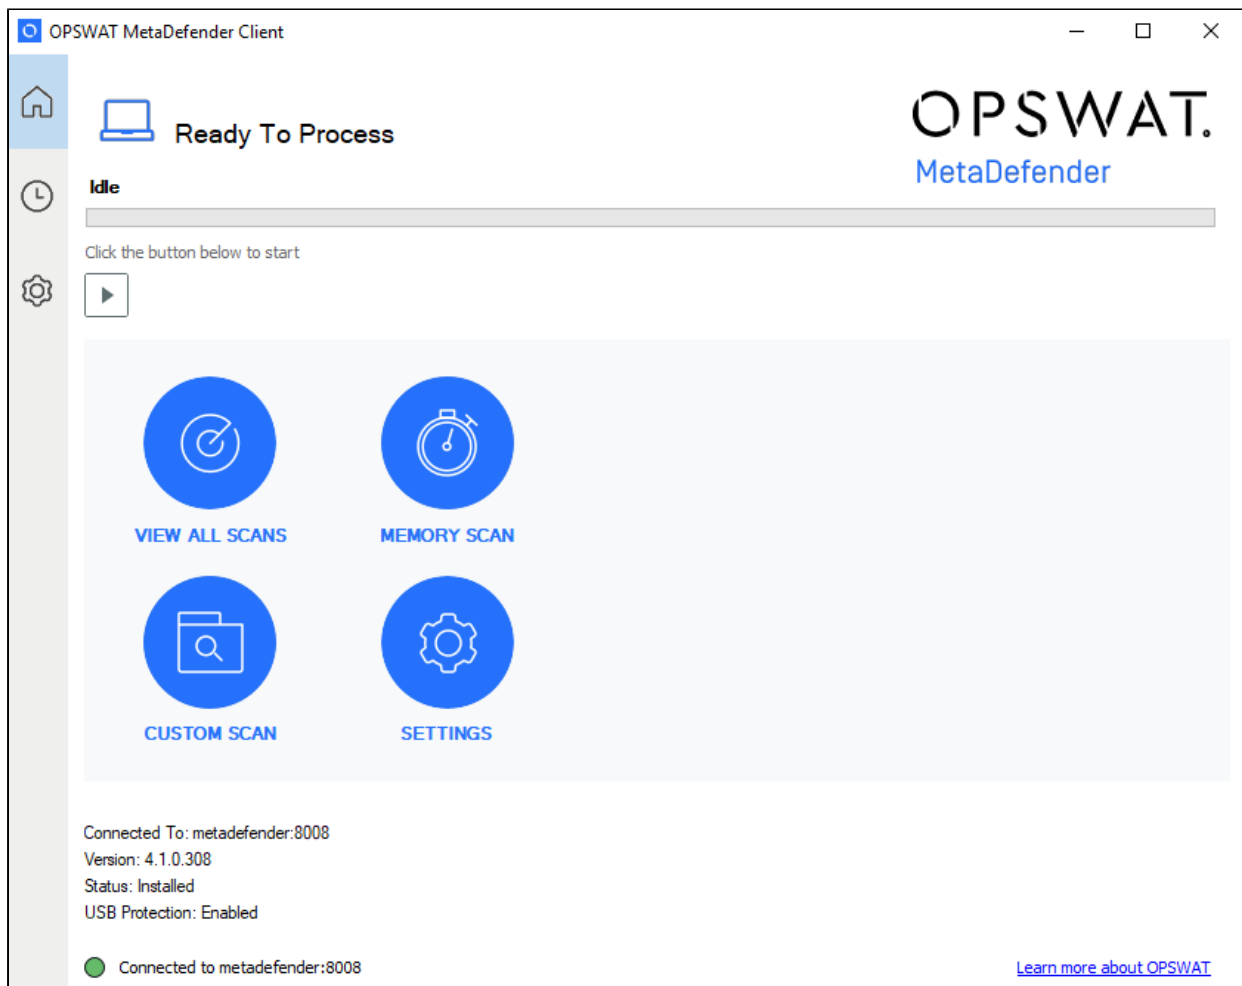 OPSWAT MetaDefender Client
Ready To Process
OPSWAT.
MetaDefender
Idle
Click the button below to start
VIEW ALL SCANS
MEMORY SCAN
CUSTOM SCAN
SETTINGS
Connected To: metadefender:8008
Version: 4.1.0.308
Status: Installed
USB Protection: Enabled
Connected to metadefender:8008
Learn more about OPSWAT